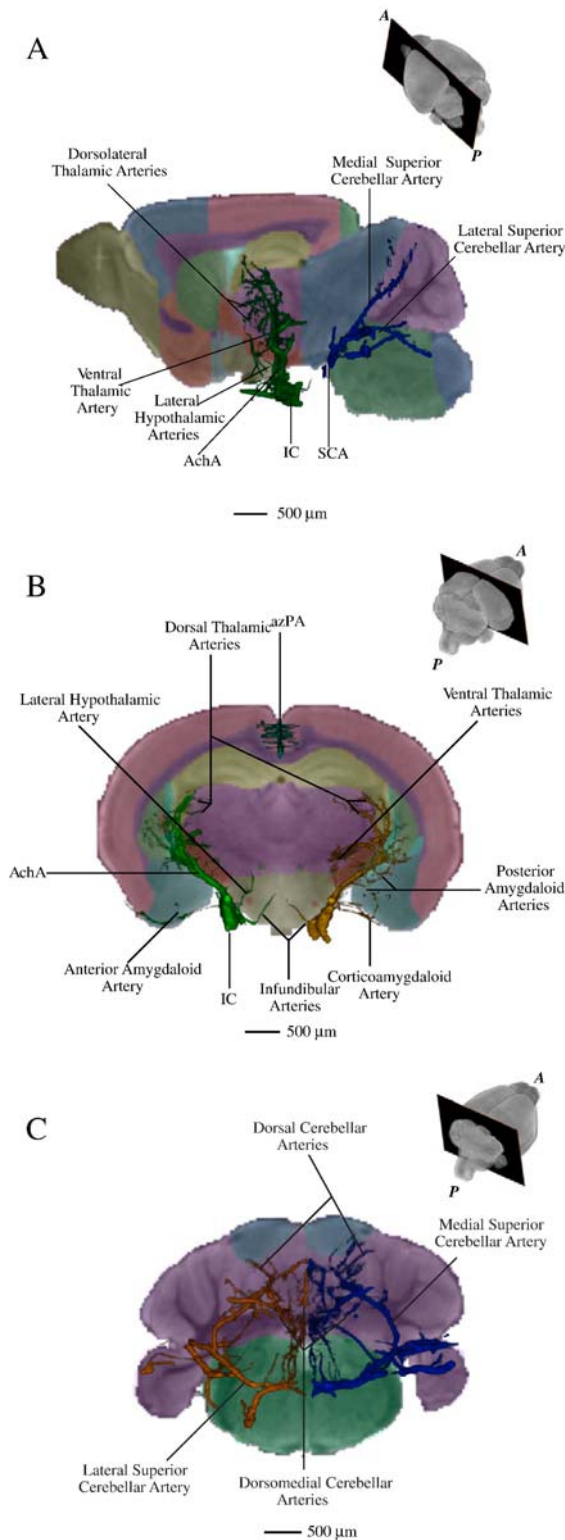 A
A
P
Dorsolateral
Thalamic Arteries
Medial Superior
Cerebellar Artery
Lateral Superior
Cerebellar Artery
Ventral
Thalamic
Artery
Lateral
Hypothalamic
Arteries
AchA
IC
SCA
500 µm
B
A
P
Dorsal Thalamic
Arteries
azPA
Lateral Hypothalamic
Artery
Ventral Thalamic
Arteries
AchA
Posterior
Amygdaloid
Arteries
Anterior Amygdaloid
Artery
IC
Infundibular
Arteries
Corticoamygdaloid
Artery
500 µm
C
A
P
Dorsal Cerebellar
Arteries
Medial Superior
Cerebellar Artery
Lateral Superior
Cerebellar Artery
Dorsomedial Cerebellar
Arteries
500 µm